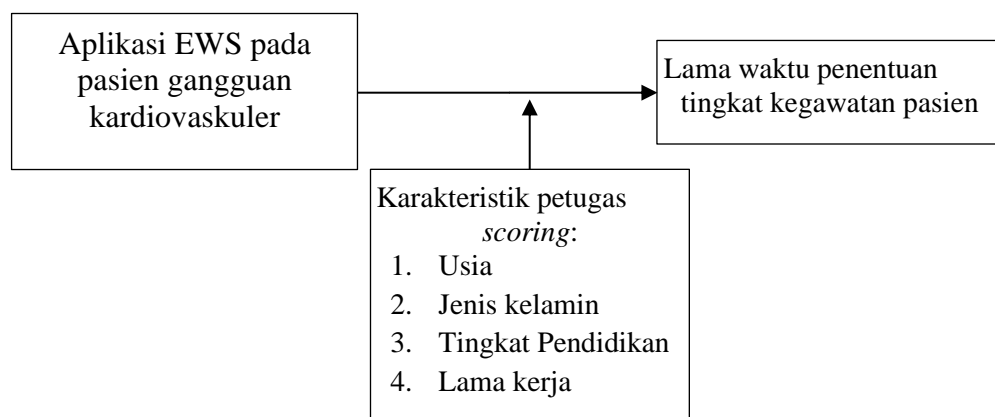 Aplikasi EWS pada
pasien gangguan
kardiovaskuler
Lama waktu penentuan
tingkat kegawatan pasien
Karakteristik petugas
scoring:
1. Usia
2. Jenis kelamin
3. Tingkat Pendidikan
4. Lama kerja